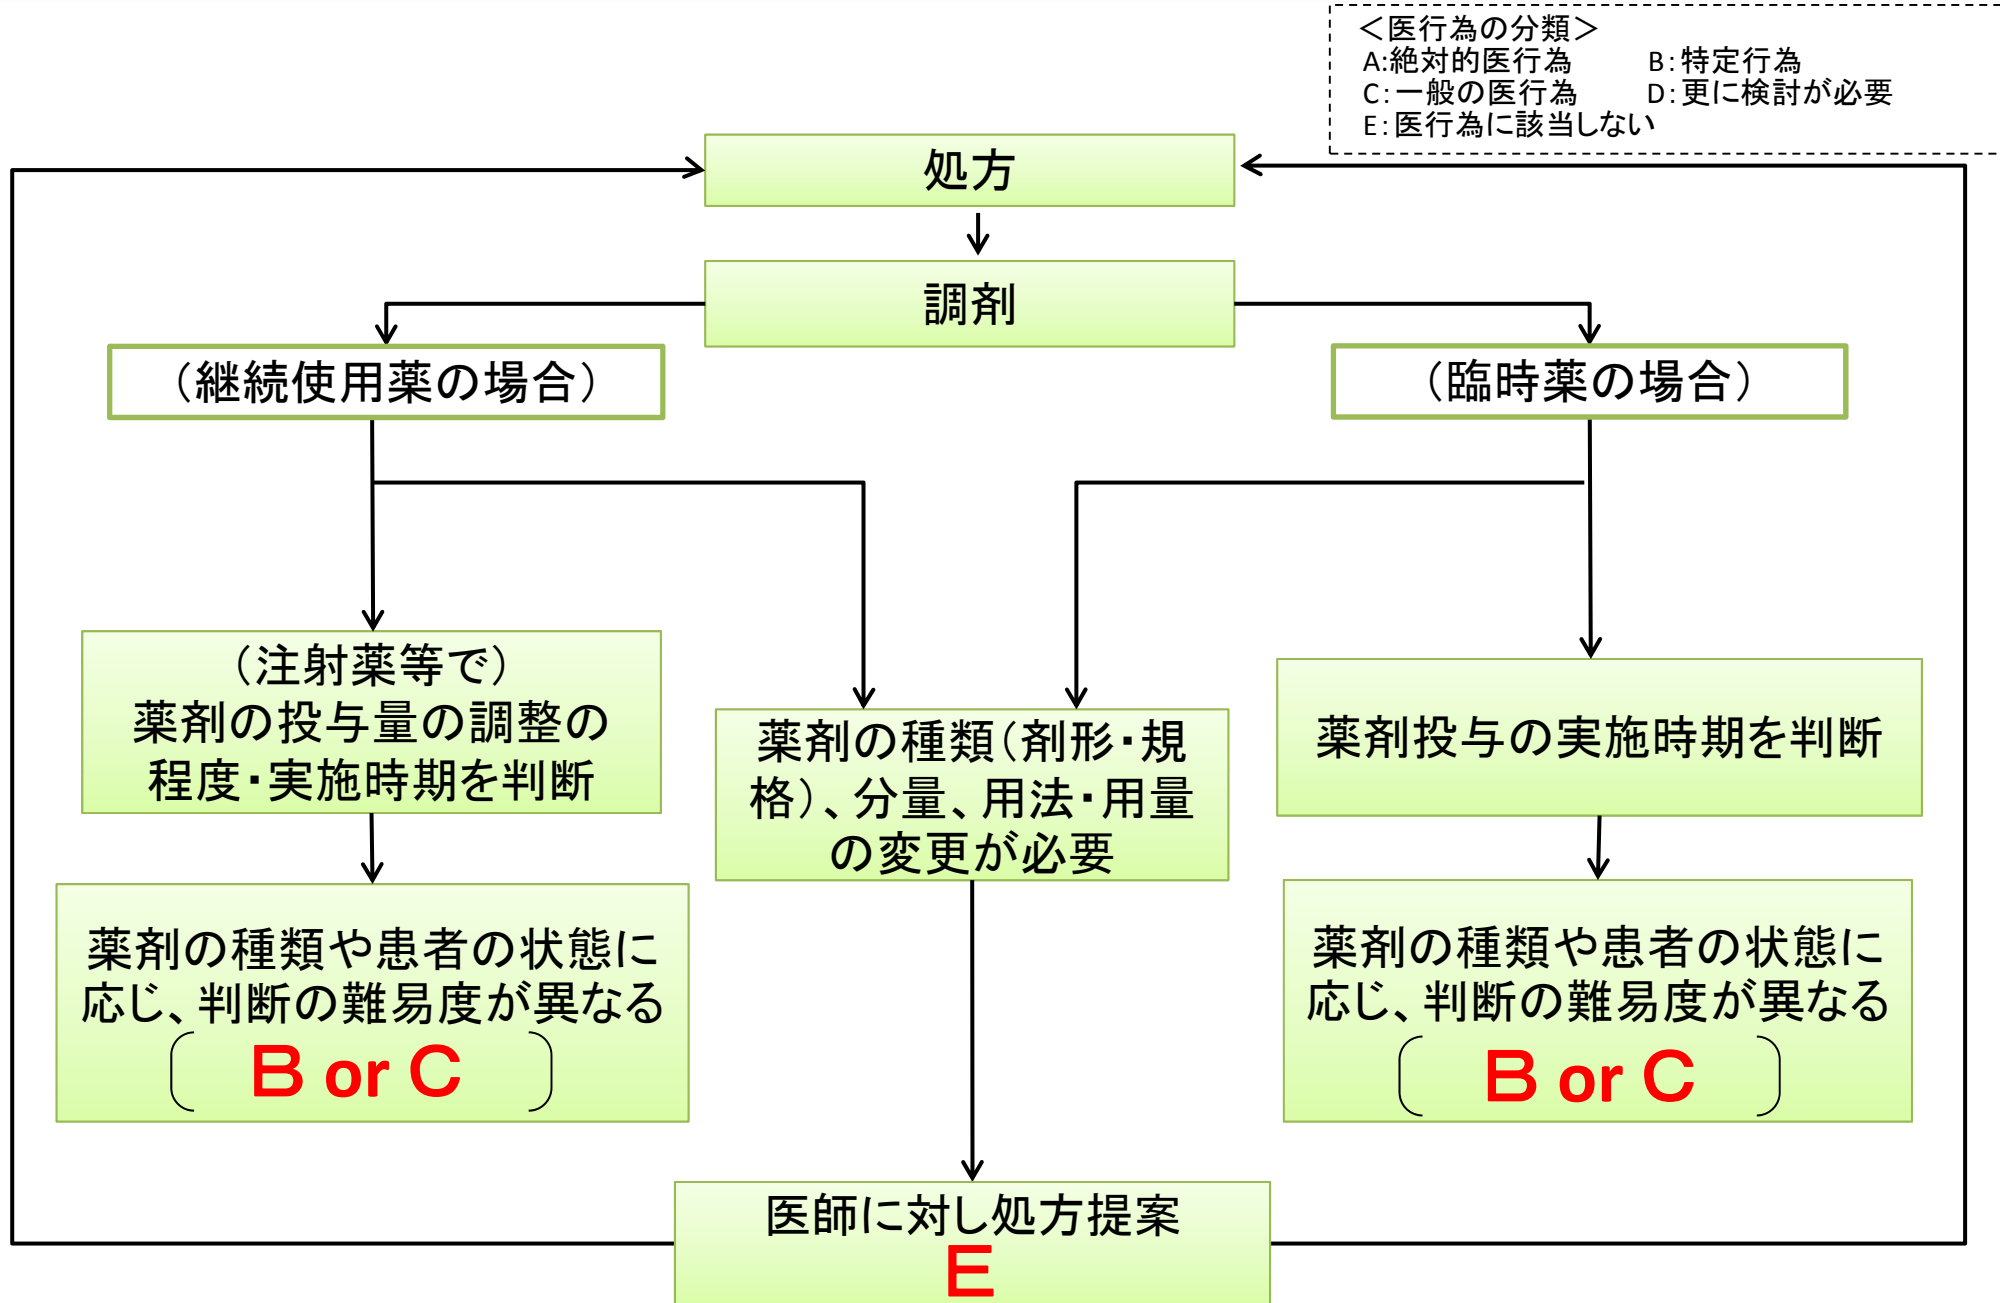 ＜医行為の分類＞
A:絶対的医行為　　B：特定行為
C：一般の医行為　　D：更に検討が必要
E：医行為に該当しない
処方
調剤
（継続使用薬の場合）
（臨時薬の場合）
（注射薬等で）
薬剤の投与量の調整の
程度・実施時期を判断
薬剤の種類（剤形・規
格）、分量、用法・用量
の変更が必要
薬剤投与の実施時期を判断
薬剤の種類や患者の状態に
応じ、判断の難易度が異なる
B or C
薬剤の種類や患者の状態に
応じ、判断の難易度が異なる
B or C
医師に対し処方提案
E